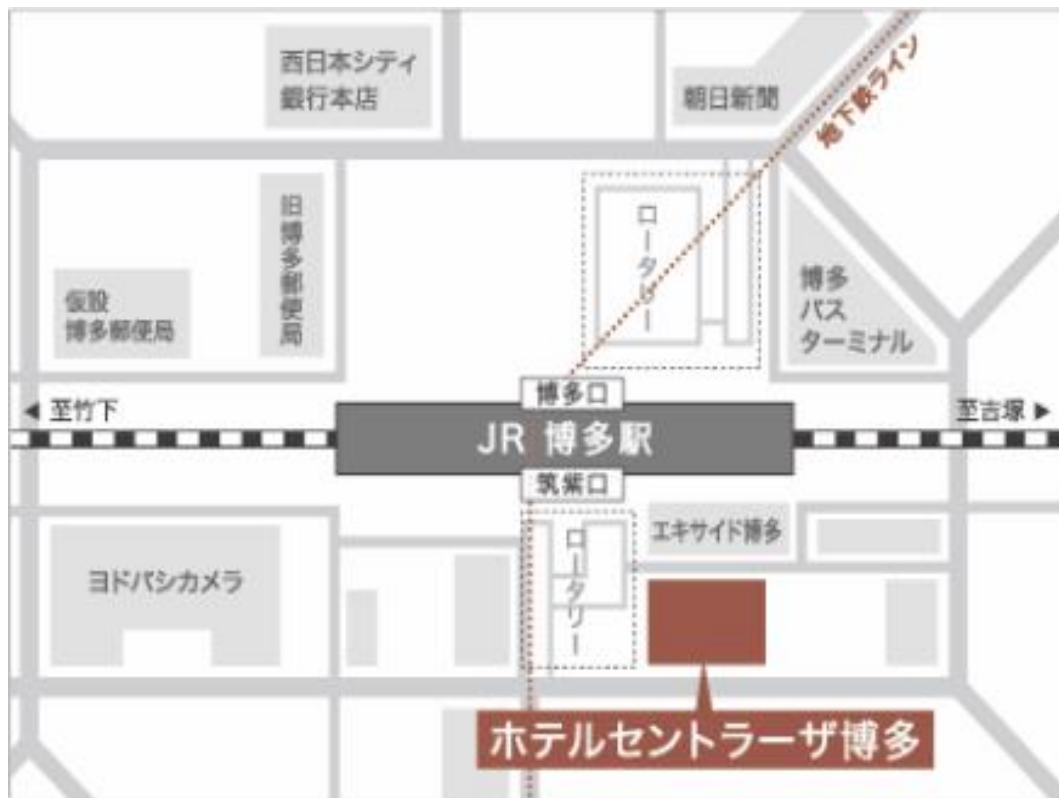 西日本シティ
銀行本店
朝日新聞
地下鉄ライン
旧博多郵便局
ロータリー
仮設
博多郵便局
博多
バス
ターミナル
博多口
◀ 至竹下
至吉塚 ▶
JR 博多駅
筑紫口
エキサイド博多
ヨドバシカメラ
ロータリー
ホテルセントラーザ博多